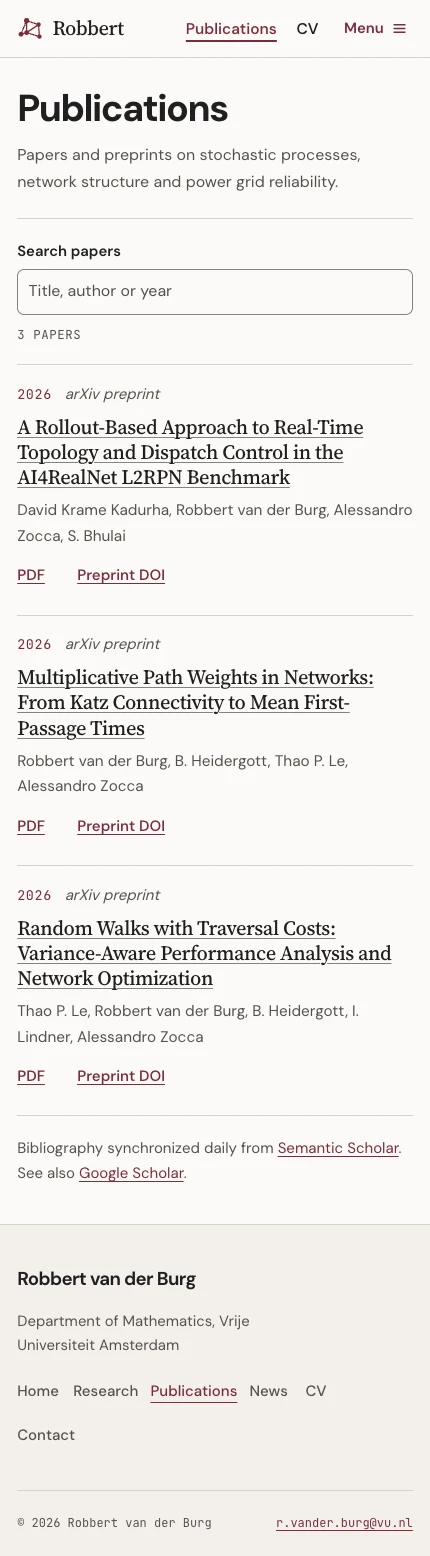 Robbert
Publications CV Menu
Publications
Papers and preprints on stochastic processes,
network structure and power grid reliability.
Search papers
Title, author or year
3 PAPERS
2026 arXiv preprint
A Rollout-Based Approach to Real-Time
Topology and Dispatch Control in the
AI4RealNet L2RPN Benchmark
David Krame Kadurha, Robbert van der Burg, Alessandro
Zocca, S. Bhulai
PDF Preprint DOI
2026 arXiv preprint
Multiplicative Path Weights in Networks:
From Katz Connectivity to Mean First-
Passage Times
Robbert van der Burg, B. Heidergott, Thao P. Le,
Alessandro Zocca
PDF Preprint DOI
2026 arXiv preprint
Random Walks with Traversal Costs:
Variance-Aware Performance Analysis and
Network Optimization
Thao P. Le, Robbert van der Burg, B. Heidergott, I.
Lindner, Alessandro Zocca
PDF Preprint DOI
Bibliography synchronized daily from Semantic Scholar.
See also Google Scholar.
Robbert van der Burg
Department of Mathematics, Vrije
Universiteit Amsterdam
Home Research Publications News CV
Contact
© 2026 Robbert van der Burg r.vander.burg@vu.nl